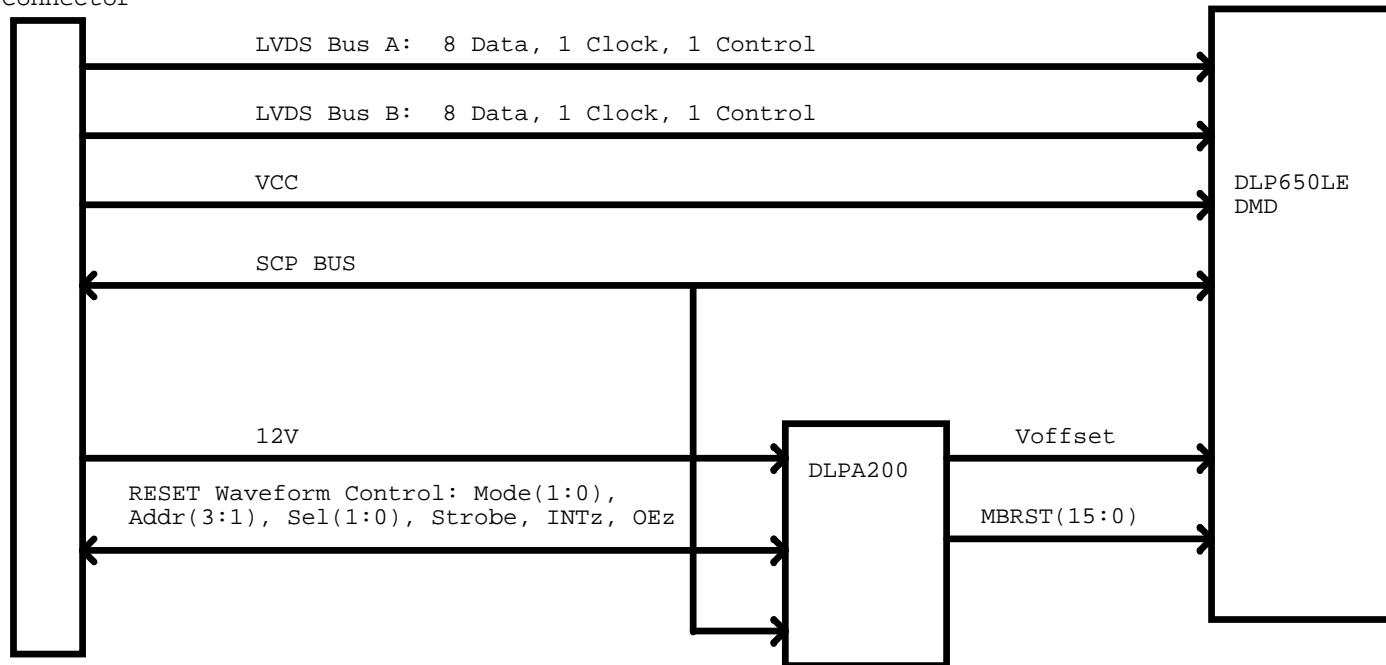 Connector
LVDS Bus A:  8 Data, 1 Clock, 1 Control
LVDS Bus B:  8 Data, 1 Clock, 1 Control
VCC
DLP650LE
DMD
SCP BUS
12V
Voffset
DLPA200
RESET Waveform Control: Mode(1:0),
Addr(3:1), Sel(1:0), Strobe, INTz, OEz
MBRST(15:0)